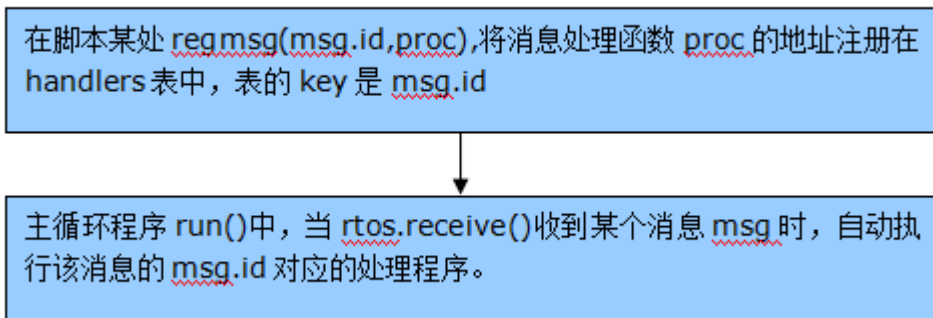 在脚本某处 regmsg(msg.id,proc),将消息处理函数 proc 的地址注册在
handlers 表中，表的 key 是 msg.id
主循环程序 run()中，当 rtos.receive()收到某个消息 msg 时，自动执
行该消息的 msg.id 对应的处理程序。